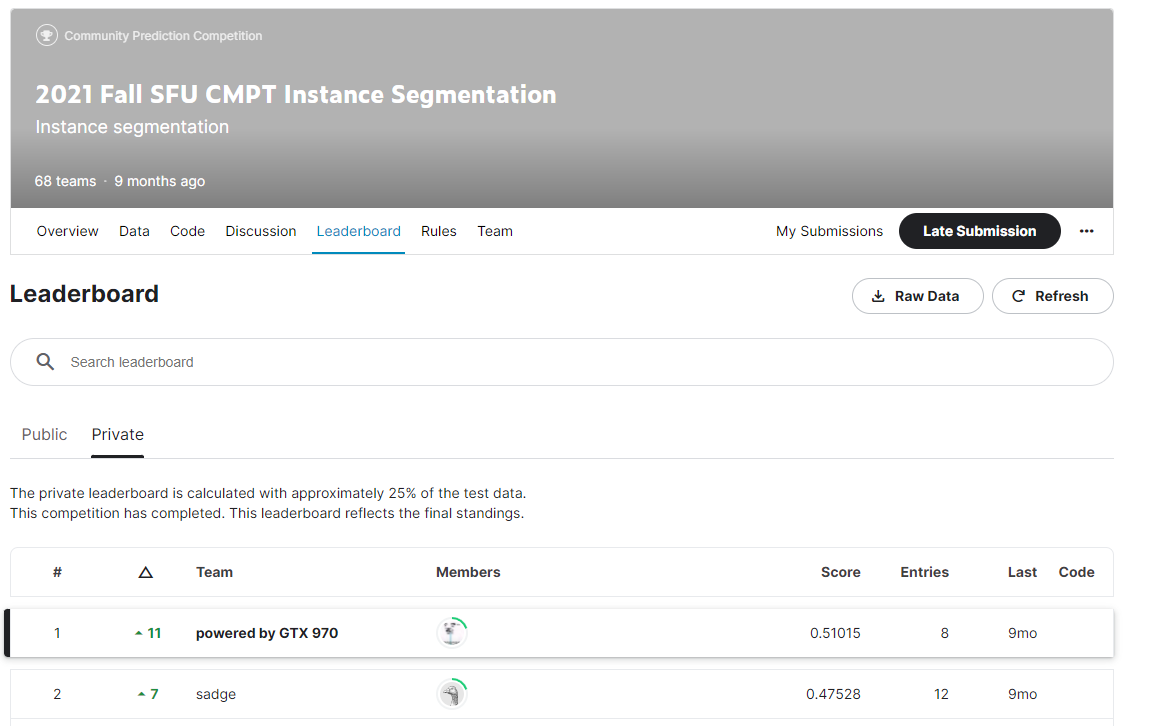 Community Prediction Competition
2021 Fall SFU CMPT Instance Segmentation
Instance segmentation
68 teams · 9 months ago
Overview Data Code Discussion Leaderboard Rules Team My Submissions Late Submission ...
Leaderboard Raw Data Refresh
Search leaderboard
Public Private
The private leaderboard is calculated with approximately 25% of the test data.
This competition has completed. This leaderboard reflects the final standings.
# △ Team Members Score Entries Last Code
1 11 powered by GTX 970 0.51015 8 9mo
2 7 sadge 0.47528 12 9mo